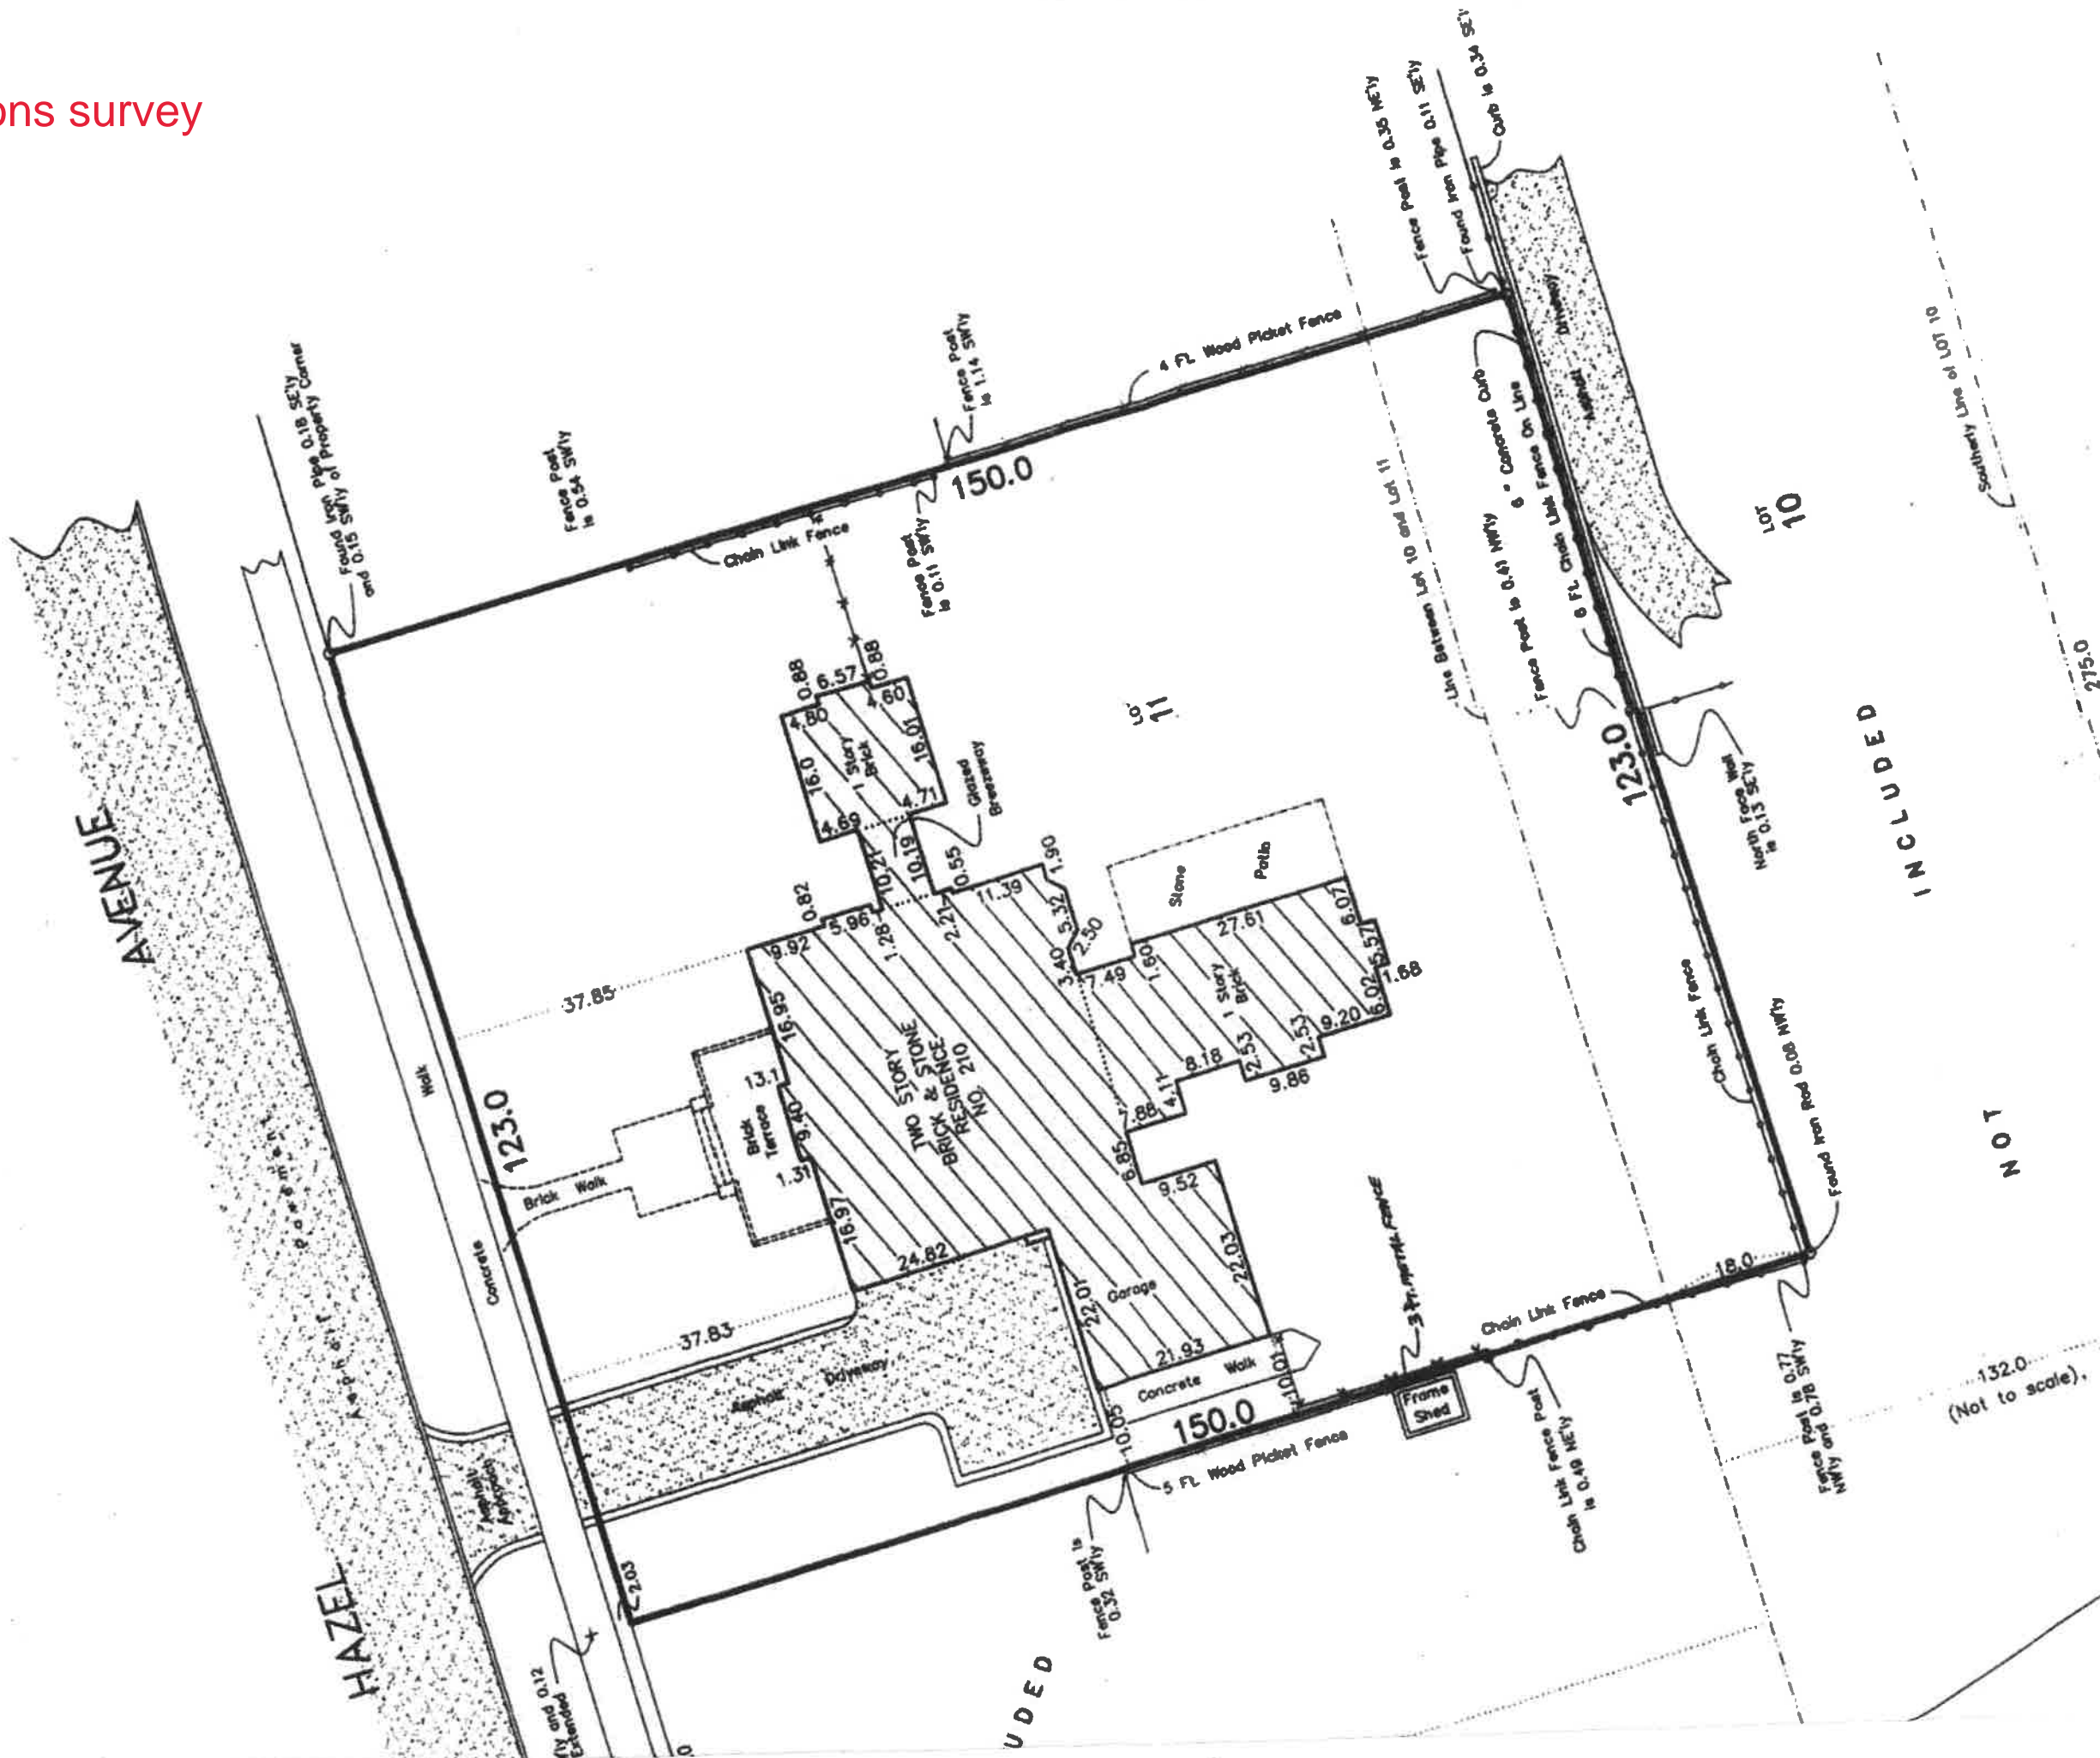 ons survey
HAZEL AVENUE
Asphalt Pavement
Found Iron Pipe 0.18 SE'ly
and 0.15 SW'ly of Property Corner
Fence Post
is 0.54 SW'ly
Chain Link Fence
Fence Post
is 1.14 SW'ly
Fence Post
is 0.11 SW'ly
150.0
4 Ft. Wood Picket Fence
Fence Post is 0.35 NE'ly
Found Iron Pipe 0.11 SE'ly
Curb is 0.34 SE'l
Asphalt Driveway
6 " Concrete Curb
6 Ft. Chain Link Fence On Line
Fence Post is 0.41 NW'ly
Line Between Lot 10 and Lot 11
Southerly Line of LOT 10
LOT
10
275.0
NOT INCLUDED
123.0
North Face Wall
is 0.13 SE'ly
Chain Link Fence
Found Iron Rod 0.08 NW'ly
LOT
11
0.88
6.57
0.88
4.80
4.60
16.0
1 Story
Brick
16.01
4.69
4.71
Glazed
Breezeway
10.21
10.19
0.55
0.82
5.96
1.28
2.21
11.39
1.90
5.32
2.50
3.40
9.92
37.85
16.95
Stone Patio
27.61
6.07
5.57
1.68
6.02
7.49
1.60
1 Story
Brick
9.20
2.53
9.86
2.53
8.18
4.11
.88
6.85
9.52
TWO STORY
BRICK & STONE
RESIDENCE
NO. 210
13.1
9.40
1.31
Brick
Terrace
Brick Walk
Walk
Concrete
123.0
16.97
24.82
37.83
22.01
Garage
22.03
21.93
Concrete Walk
10.01
10.05
150.0
5 Ft. Wood Picket Fence
Asphalt Driveway
Asphalt
Approach
2.03
Frame
Shed
3 Ft. METAL FENCE
Chain Link Fence
18.0
Chain Link Fence Post
is 0.49 NE'ly
Fence Post is 0.77
NW'ly and 0.78 SW'ly
132.0
(Not to scale).
Fence Post is
0.32 SW'ly
UDED
'ly and 0.12
Extended